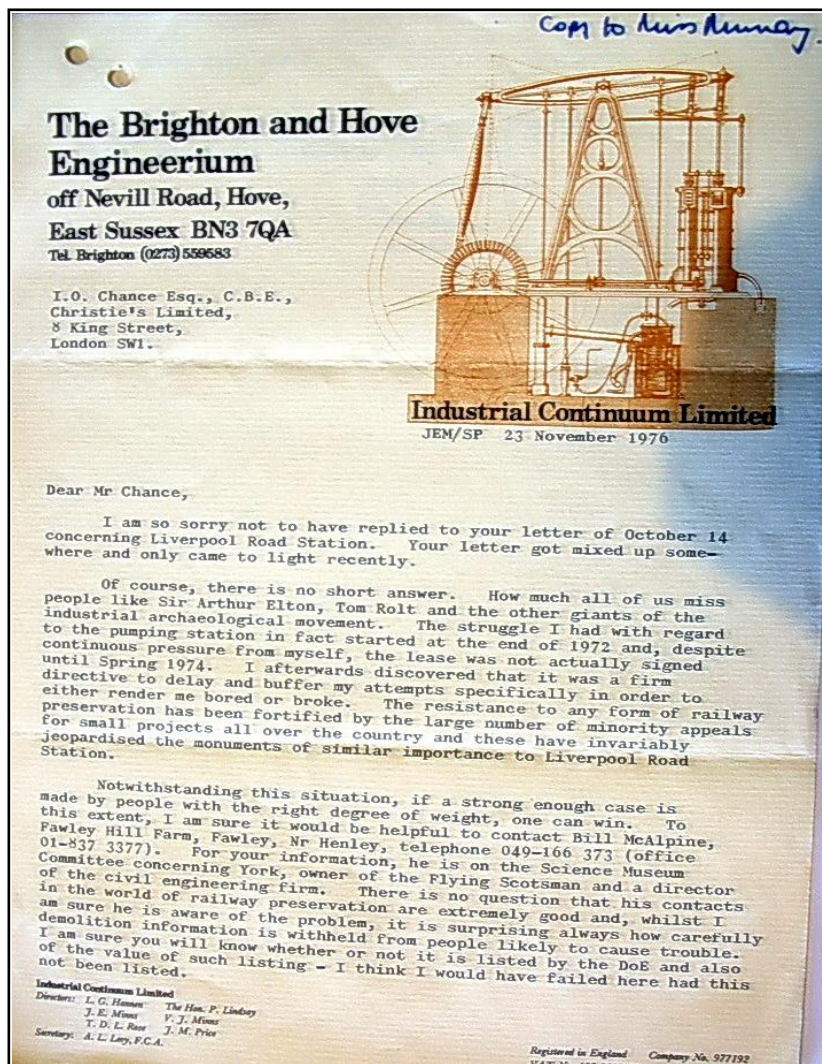 Copy to Miss Murray.
The Brighton and Hove
Engineerium
off Nevill Road, Hove,
East Sussex BN3 7QA
Tel. Brighton (0273) 559583
I.O. Chance Esq., C.B.E.,
Christie's Limited,
8 King Street,
London SW1.
Industrial Continuum Limited
JEM/SP 23 November 1976
Dear Mr Chance,
I am so sorry not to have replied to your letter of October 14
concerning Liverpool Road Station. Your letter got mixed up some-
where and only came to light recently.
Of course, there is no short answer. How much all of us miss
people like Sir Arthur Elton, Tom Rolt and the other giants of the
industrial archaeological movement. The struggle I had with regard
to the pumping station in fact started at the end of 1972 and, despite
continuous pressure from myself, the lease was not actually signed
until Spring 1974. I afterwards discovered that it was a firm
directive to delay and buffer my attempts specifically in order to
either render me bored or broke. The resistance to any form of railway
preservation has been fortified by the large number of minority appeals
for small projects all over the country and these have invariably
jeopardised the monuments of similar importance to Liverpool Road
Station.
Notwithstanding this situation, if a strong enough case is
made by people with the right degree of weight, one can win. To
this extent, I am sure it would be helpful to contact Bill McAlpine,
Fawley Hill Farm, Fawley, Nr Henley, telephone 049-166 373 (office
01-837 3377). For your information, he is on the Science Museum
Committee concerning York, owner of the Flying Scotsman and a director
of the civil engineering firm. There is no question that his contacts
in the world of railway preservation are extremely good and, whilst I
am sure he is aware of the problem, it is surprising always how carefully
demolition information is withheld from people likely to cause trouble.
I am sure you will know whether or not it is listed by the DoE and also
of the value of such listing - I think I would have failed here had this
not been listed.
Industrial Continuum Limited
Directors: L. G. Hannen The Hon. P. Lindsay
J. E. Minns V. J. Minns
T. D. L. Rose J. M. Price
Secretary: A. L. Levy, F.C.A.
Registered in England Company No. 977192